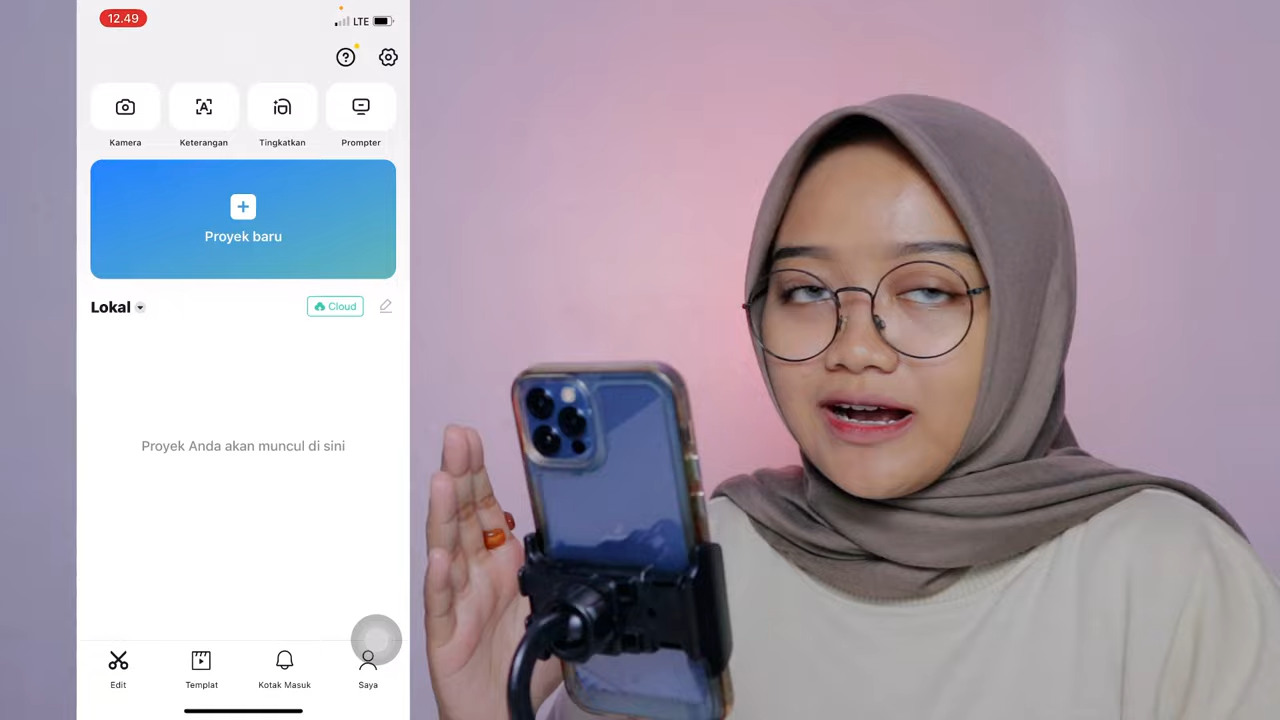 12.49
LTE
Kamera
Keterangan
Tingkatkan
Prompter
Proyek baru
Lokal
Cloud
Proyek Anda akan muncul di sini
Edit
Templat
Kotak Masuk
Saya